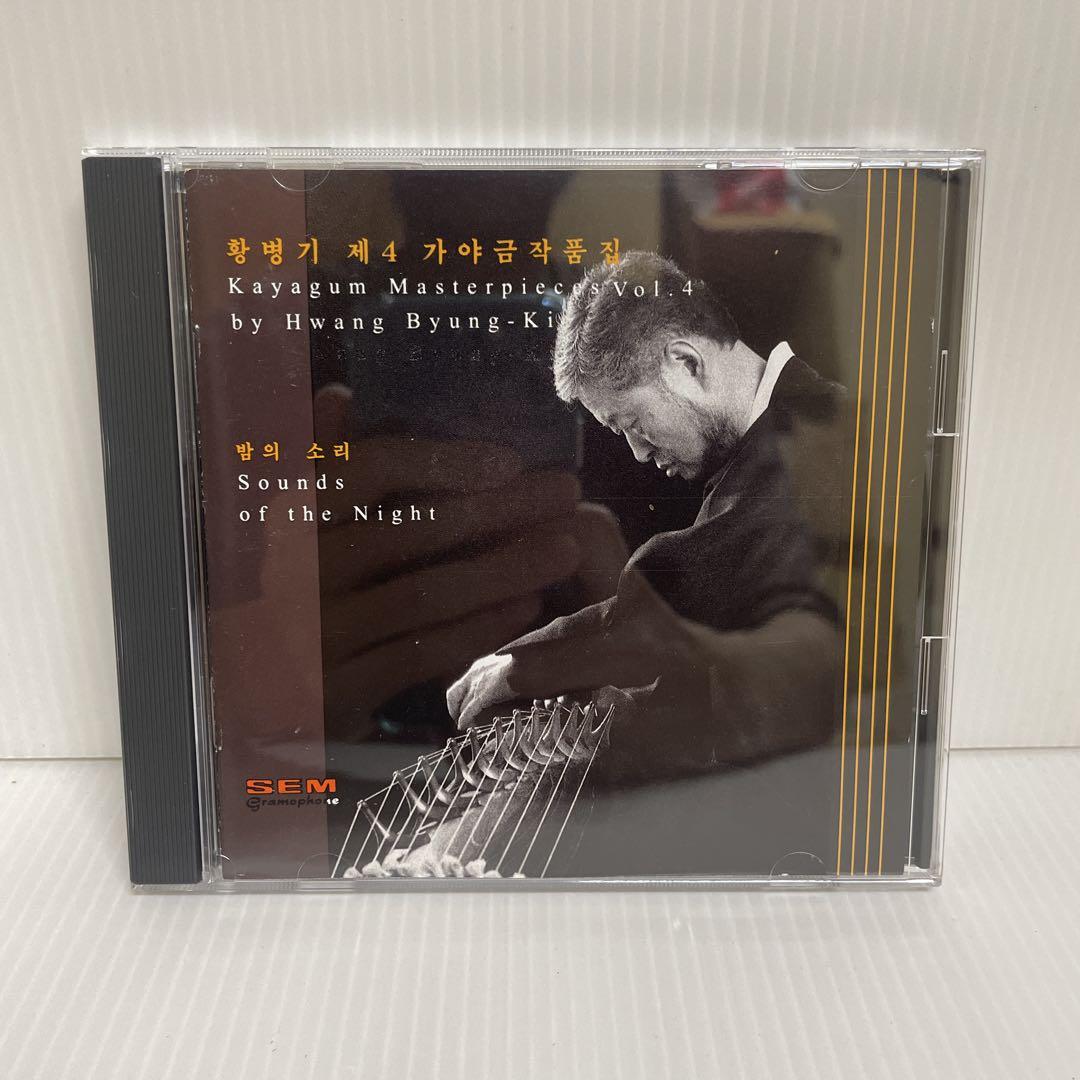 황병기 제4 가야금작품집
Kayagum Masterpieces Vol.4
by Hwang Byung-Ki
밤의 소리
Sounds
of the Night
SEM
Gramophone